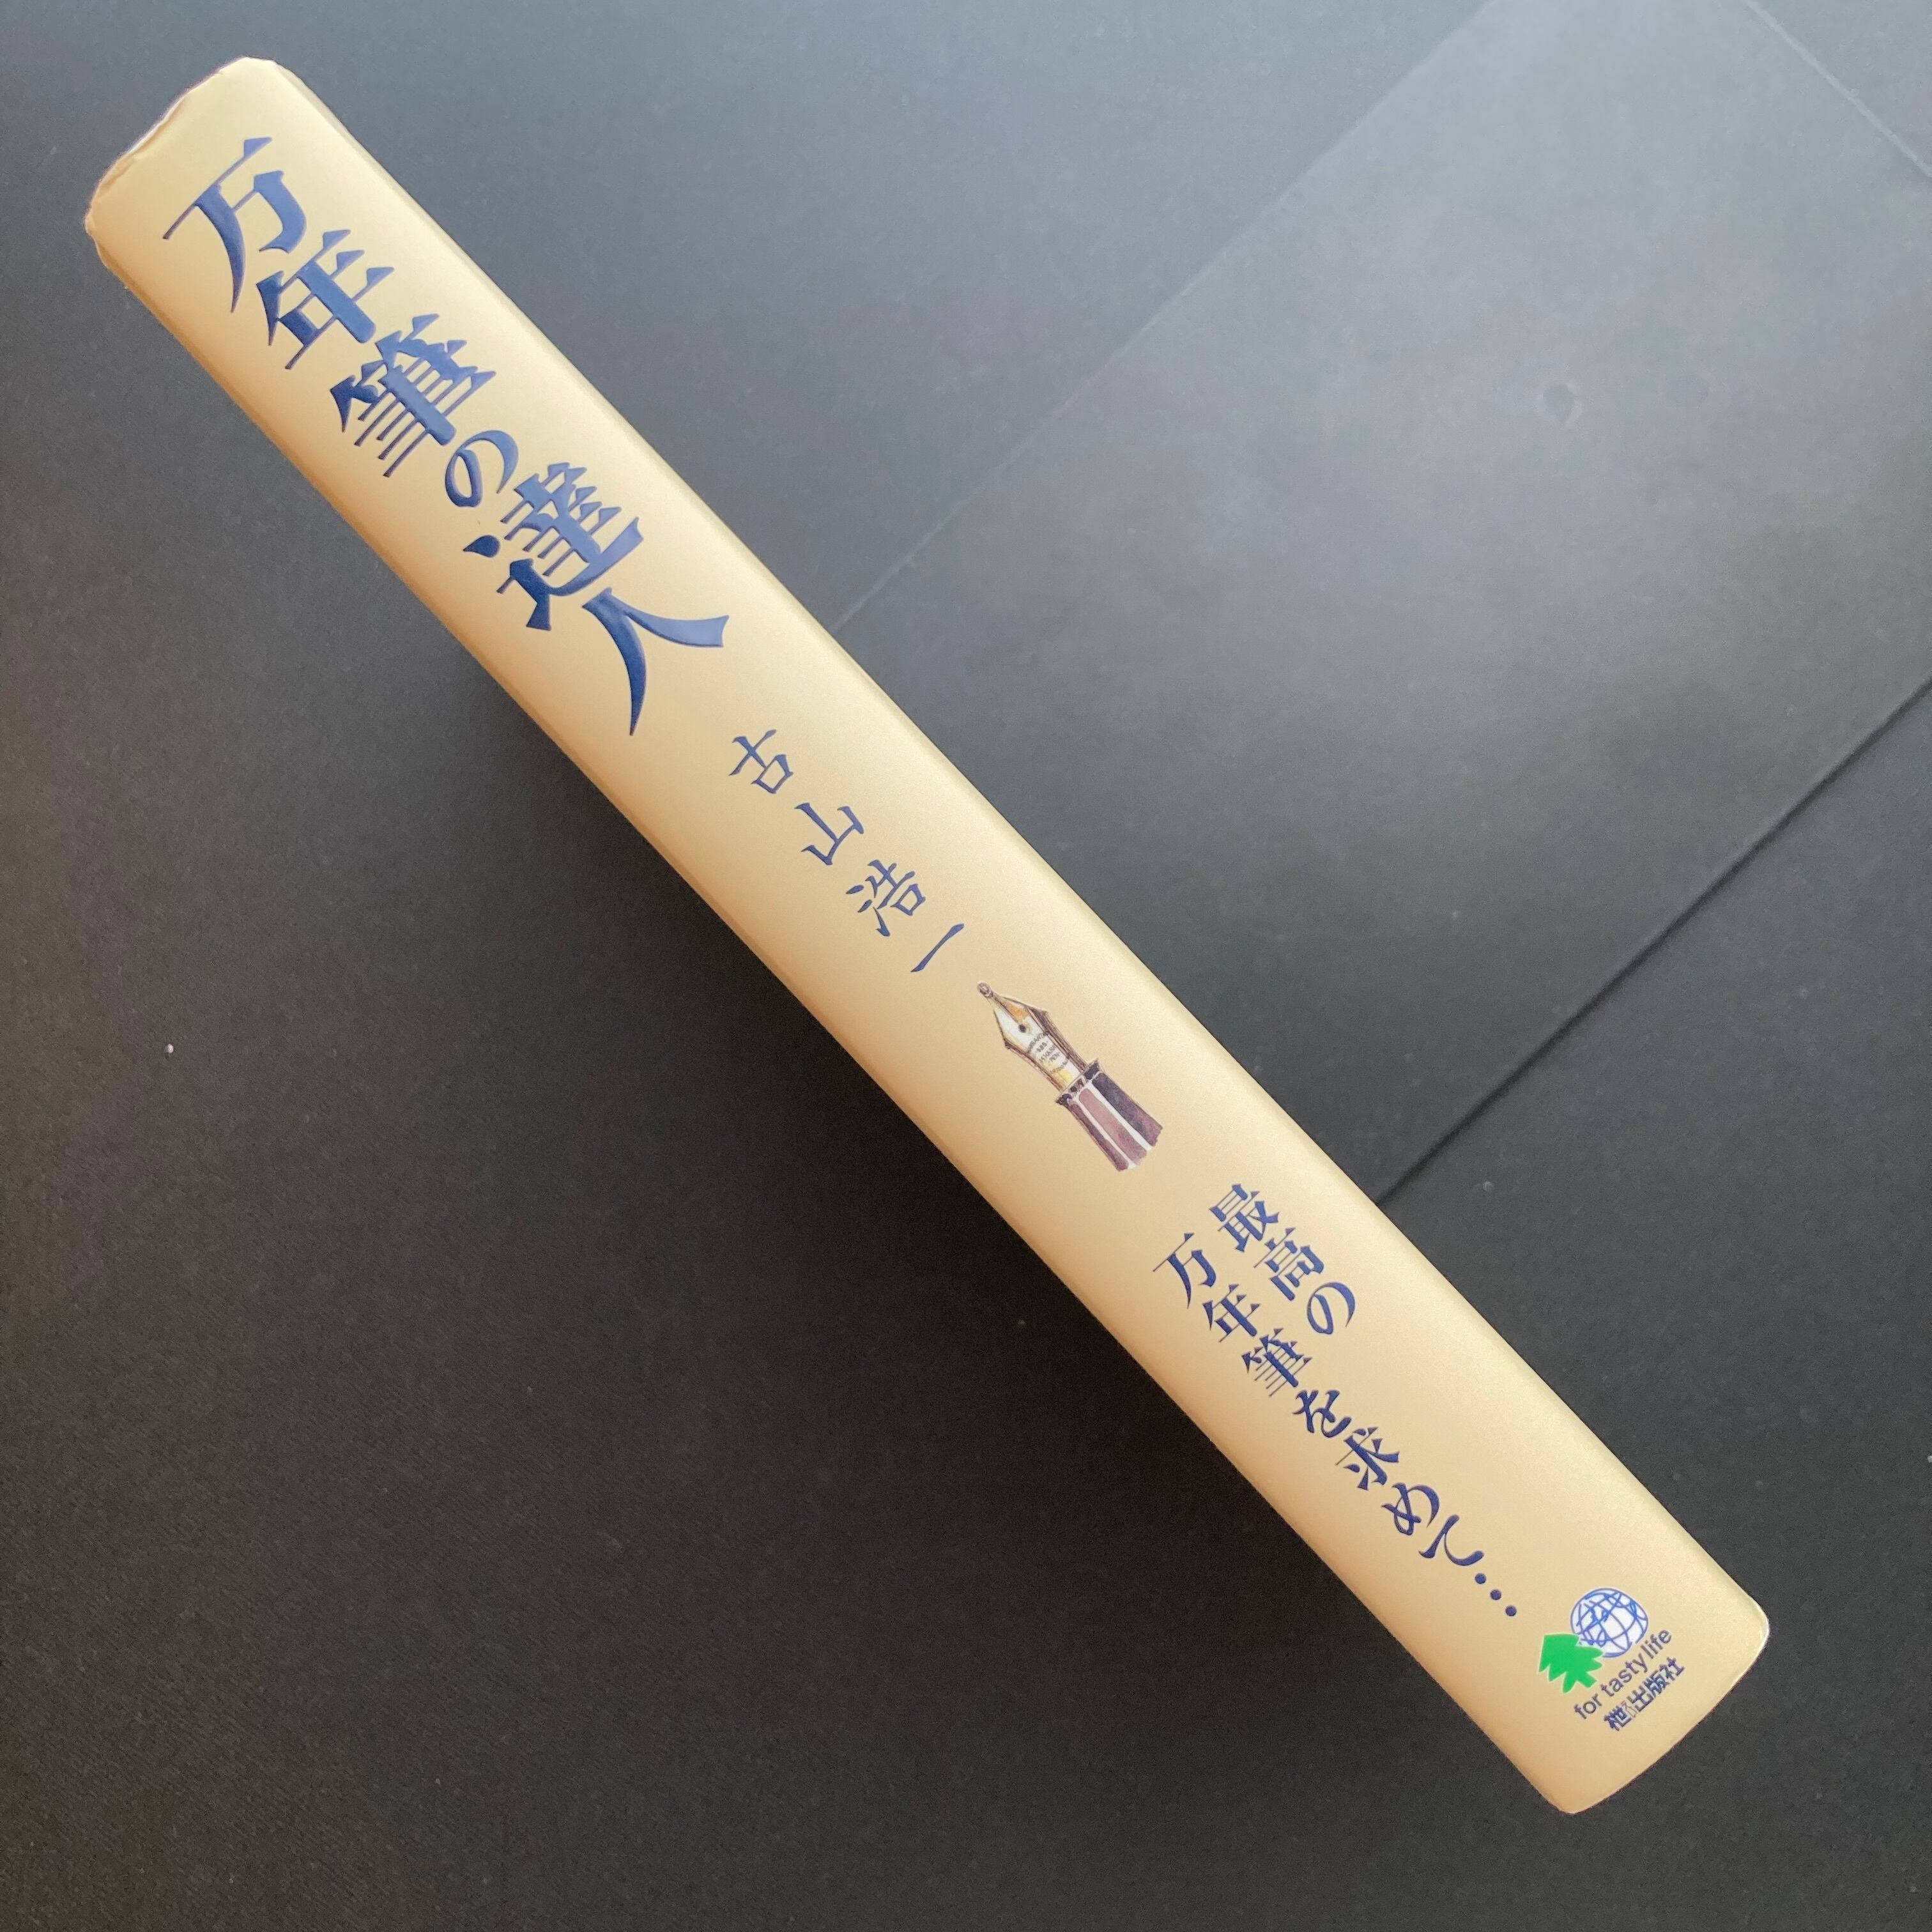 万年筆の達人
古山浩一
最高の
万年筆を求めて…
for tasty life
枻出版社